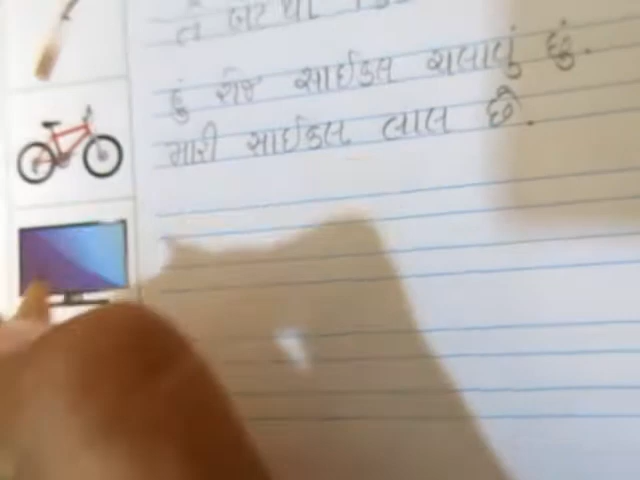 હું રોજ સાઈકલ ચલાવું છું.
મારી સાઈકલ લાલ છે.